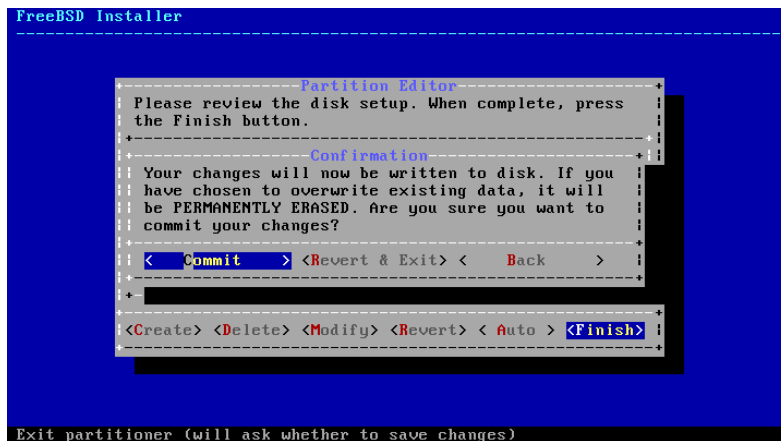 FreeBSD Installer
Partition Editor
Please review the disk setup. When complete, press
the Finish button.
Confirmation
Your changes will now be written to disk. If you
have chosen to overwrite existing data, it will
be PERMANENTLY ERASED. Are you sure you want to
commit your changes?
< Commit > <Revert & Exit> < Back >
<Create> <Delete> <Modify> <Revert> < Auto > <Finish>
Exit partitioner (will ask whether to save changes)